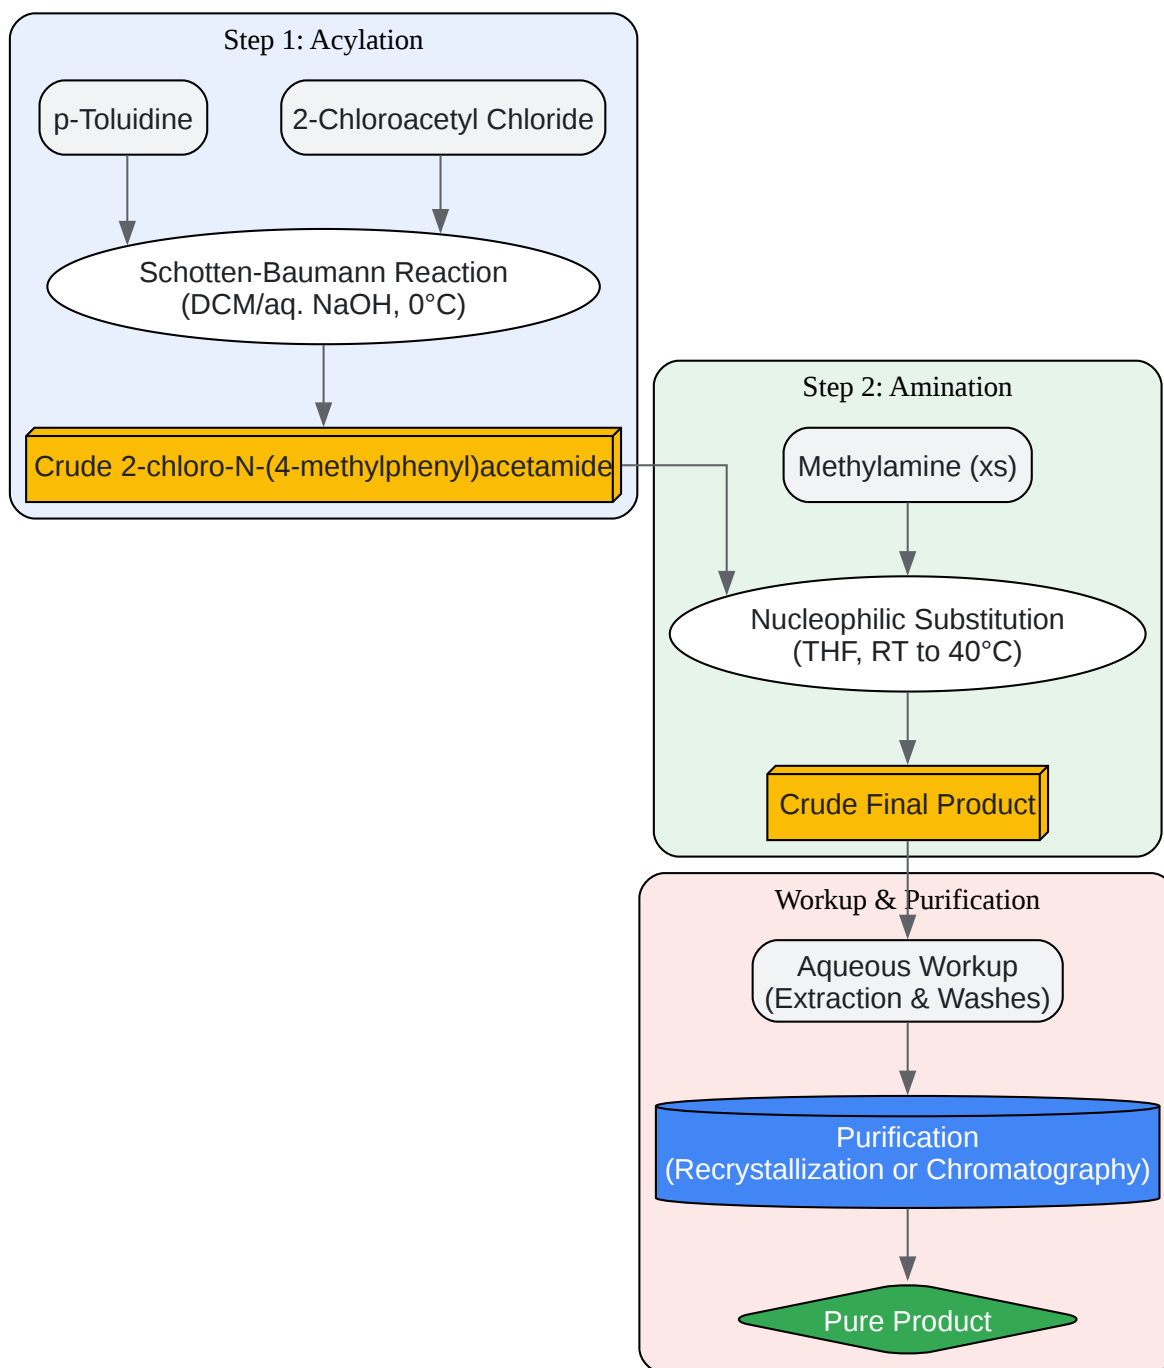 Step 1: Acylation
p-Toluidine
2-Chloroacetyl Chloride
Schotten-Baumann Reaction
(DCM/aq. NaOH, 0°C)
Crude 2-chloro-N-(4-methylphenyl)acetamide
Step 2: Amination
Methylamine (xs)
Nucleophilic Substitution
(THF, RT to 40°C)
Crude Final Product
Workup & Purification
Aqueous Workup
(Extraction & Washes)
Purification
(Recrystallization or Chromatography)
Pure Product